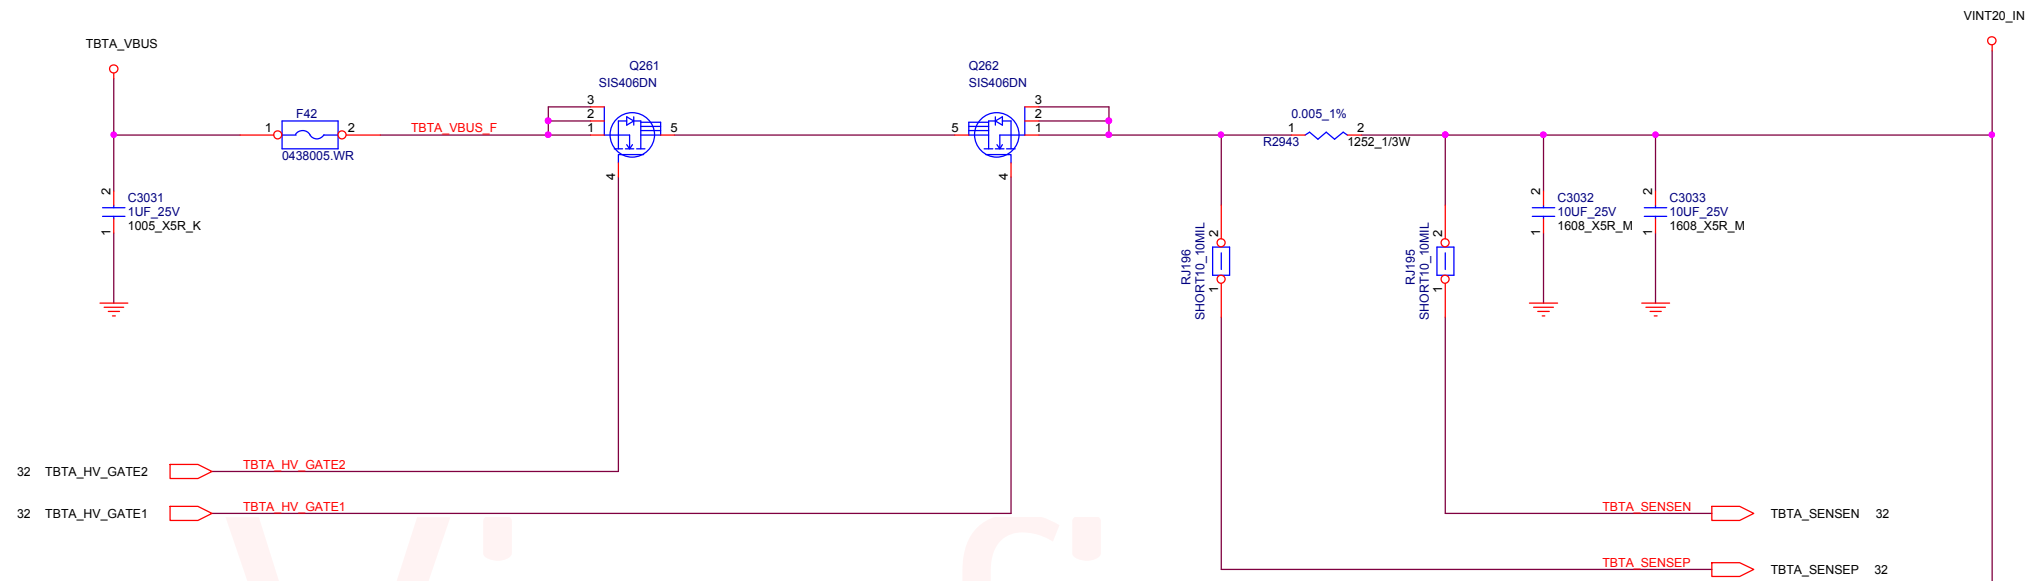 VINT20_IN
TBTA_VBUS
Q261
SIS406DN
Q262
SIS406DN
F42
1
2
0438005.WR
TBTA_VBUS_F
3
2
1
5
4
5
3
2
1
4
0.005_1%
1
2
R2943
1252_1/3W
2
C3031
1UF_25V
1005_X5R_K
1
RJ196
SHORT10_10MIL
2
1
RJ195
SHORT10_10MIL
2
1
2
C3032
10UF_25V
1608_X5R_M
1
2
C3033
10UF_25V
1608_X5R_M
1
32 TBTA_HV_GATE2
TBTA_HV_GATE2
32 TBTA_HV_GATE1
TBTA_HV_GATE1
TBTA_SENSEN
TBTA_SENSEN 32
TBTA_SENSEP
TBTA_SENSEP 32